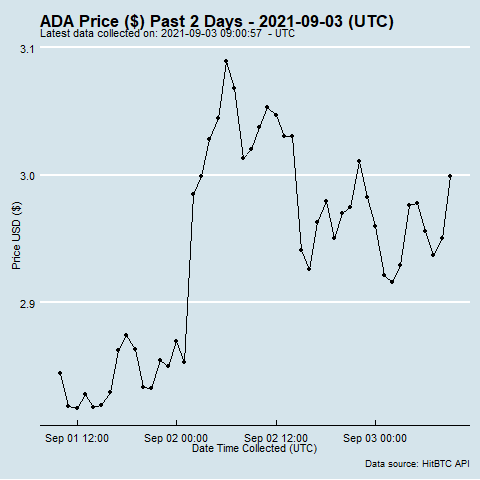 ADA Price ($) Past 2 Days - 2021-09-03 (UTC)
Latest data collected on: 2021-09-03 09:00:57 - UTC
3.1
3.0
2.9
Price USD ($)
Sep 01 12:00 Sep 02 00:00 Sep 02 12:00 Sep 03 00:00
Date Time Collected (UTC)
Data source: HitBTC API